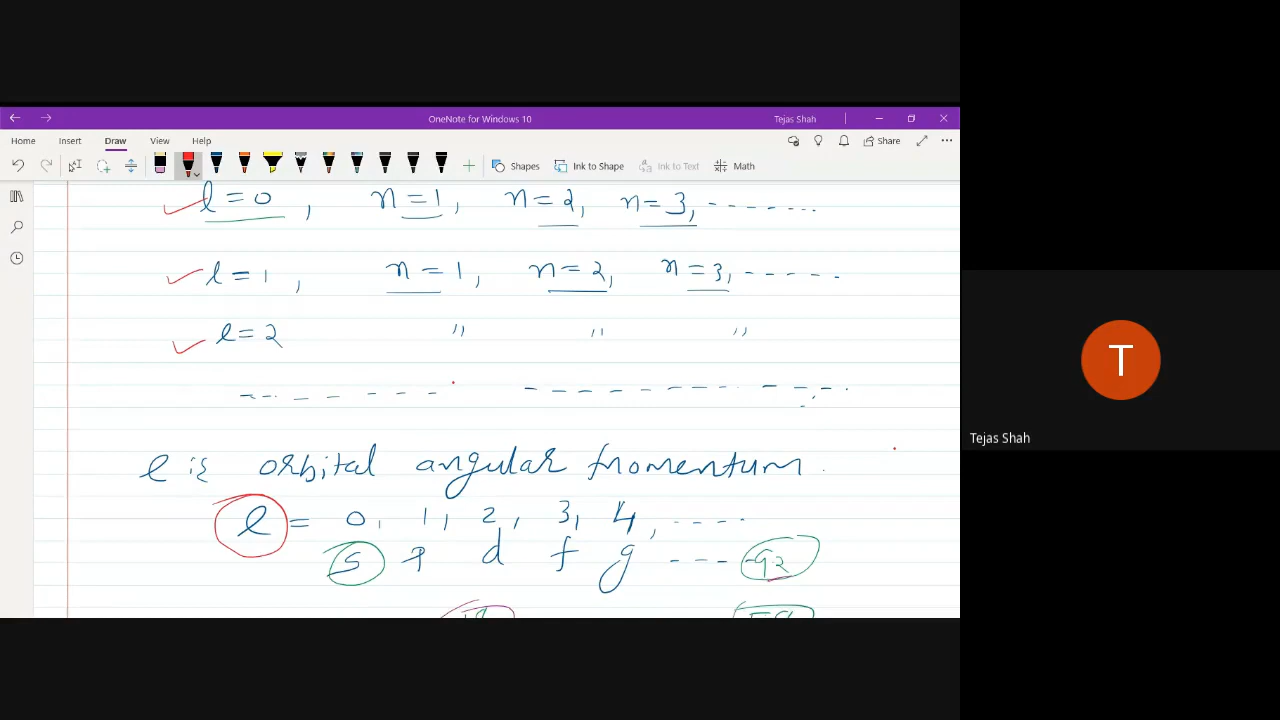 OneNote for Windows 10
Tejas Shah
Home Insert Draw View Help
Share
Shapes Ink to Shape Ink to Text Math
l = 0, n = 1, n = 2, n = 3, -------
l = 1, n = 1, n = 2, n = 3, -----
l = 2 " " "
l is orbital angular momentum.
l = 0, 1, 2, 3, 4, ----
s p d f g ---
T
Tejas Shah